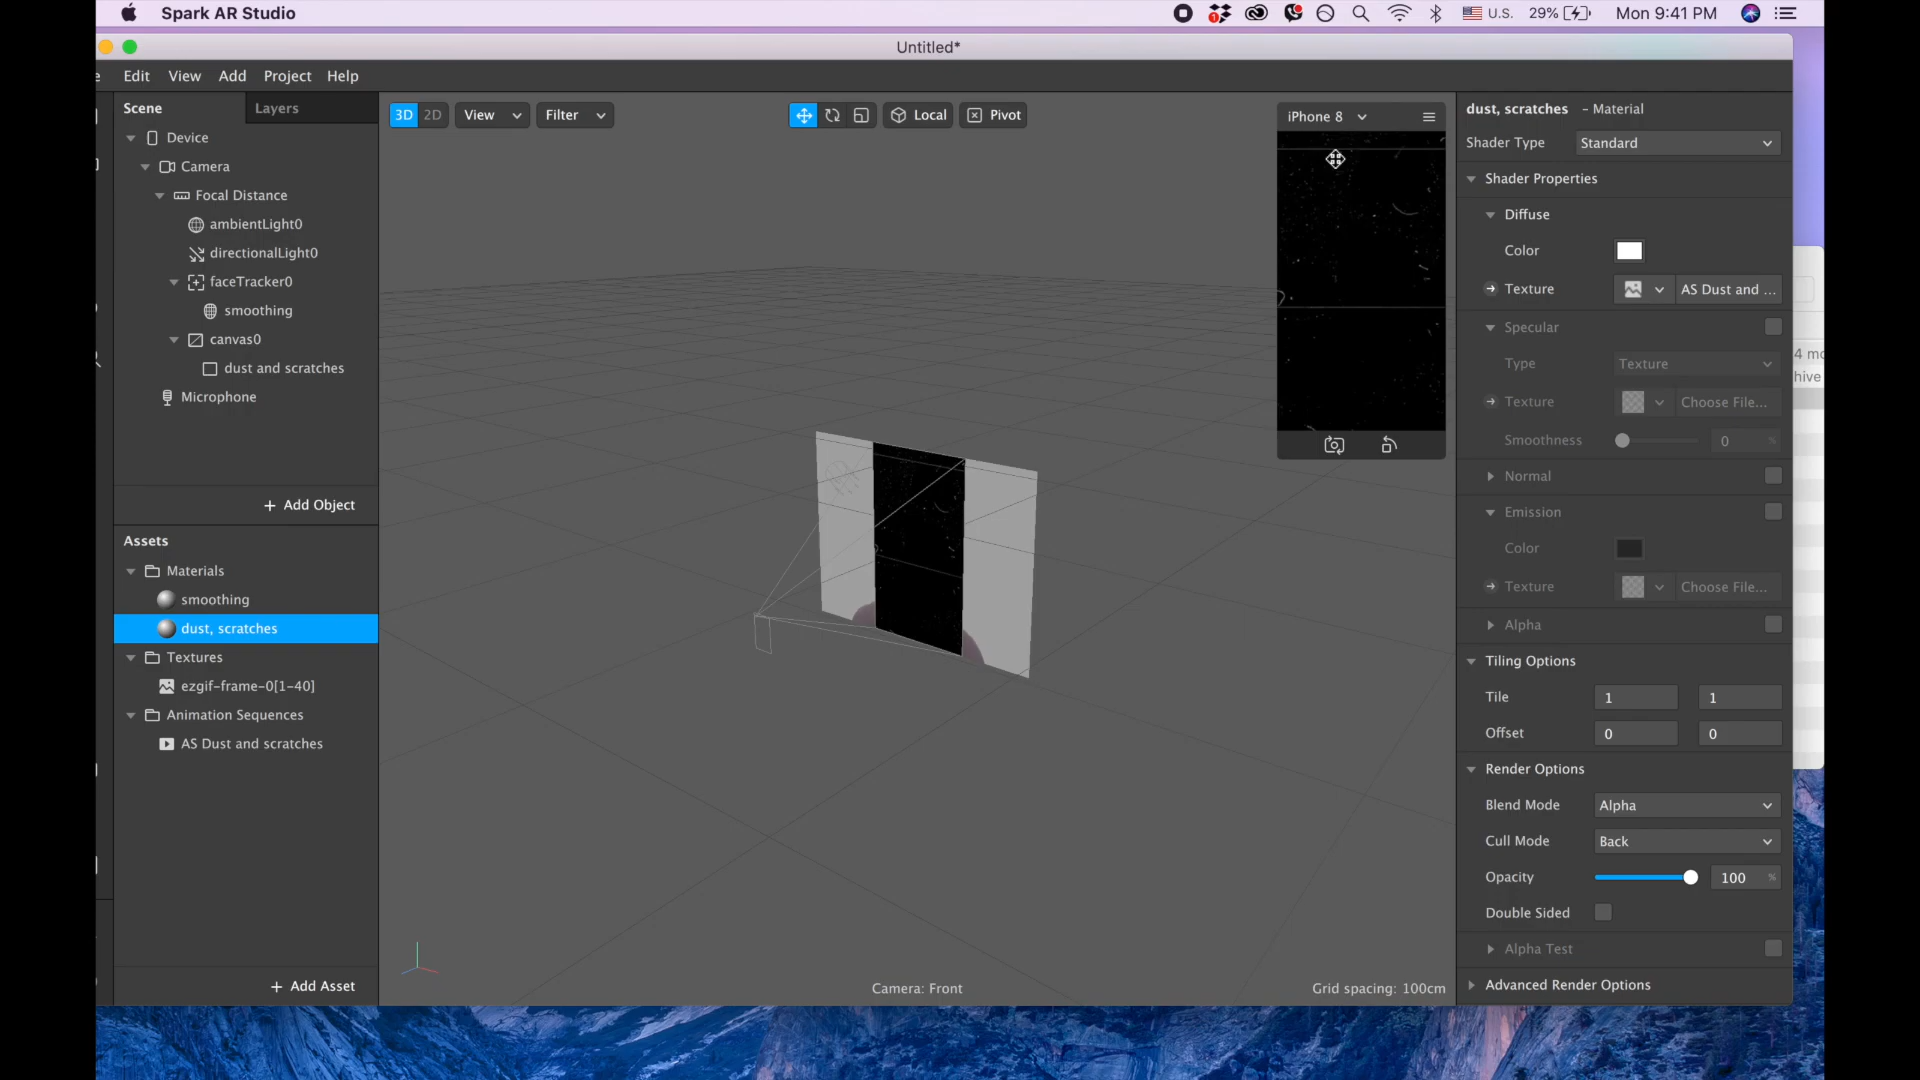 Spark AR Studio
1
U.S.
29%
Mon 9:41 PM
Untitled*
e Edit View Add Project Help
Scene
Layers
Device
Camera
Focal Distance
ambientLight0
directionalLight0
faceTracker0
smoothing
canvas0
dust and scratches
Microphone
+ Add Object
Assets
Materials
smoothing
dust, scratches
Textures
ezgif-frame-0[1-40]
Animation Sequences
AS Dust and scratches
+ Add Asset
3D 2D View Filter Local Pivot
iPhone 8
Camera: Front
Grid spacing: 100cm
dust, scratches - Material
Shader Type Standard
Shader Properties
Diffuse
Color
Texture AS Dust and ...
Specular
Type Texture
Texture Choose File...
Smoothness 0 %
Normal
Emission
Color
Texture Choose File...
Alpha
Tiling Options
Tile 1 1
Offset 0 0
Render Options
Blend Mode Alpha
Cull Mode Back
Opacity 100 %
Double Sided
Alpha Test
Advanced Render Options
4 mo
hive